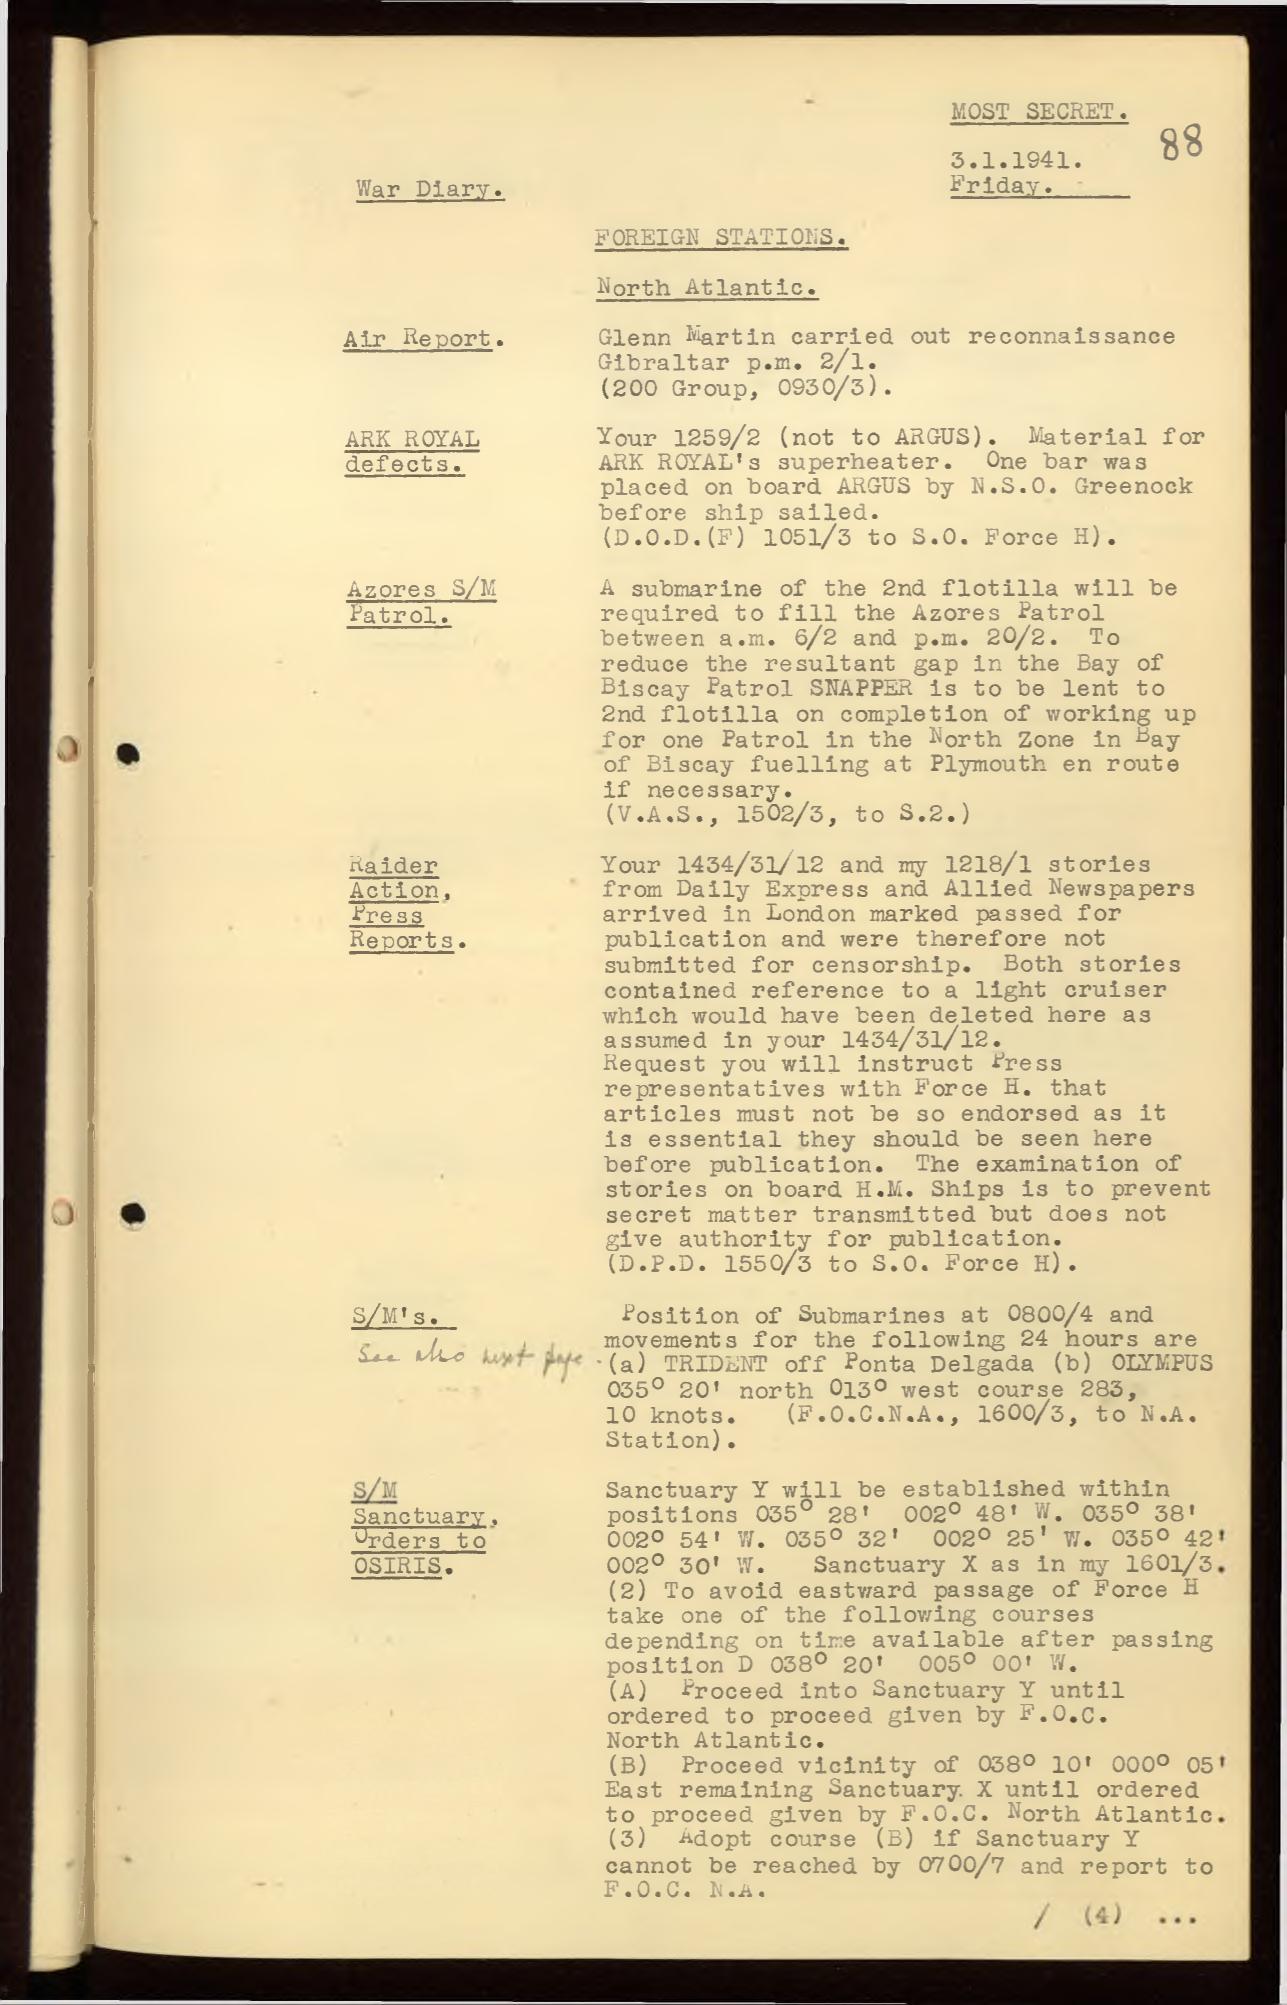 MOST SECRET.
88
3.1.1941.
Friday.
War Diary.
FOREIGN STATIONS.
North Atlantic.
Air Report.
Glenn Martin carried out reconnaissance
Gibraltar p.m. 2/1.
(200 Group, 0930/3).
ARK ROYAL
defects.
Your 1259/2 (not to ARGUS). Material for
ARK ROYAL's superheater. One bar was
placed on board ARGUS by N.S.O. Greenock
before ship sailed.
(D.O.D.(F) 1051/3 to S.O. Force H).
Azores S/M
Patrol.
A submarine of the 2nd flotilla will be
required to fill the Azores Patrol
between a.m. 6/2 and p.m. 20/2. To
reduce the resultant gap in the Bay of
Biscay Patrol SNAPPER is to be lent to
2nd flotilla on completion of working up
for one Patrol in the North Zone in Bay
of Biscay fuelling at Plymouth en route
if necessary.
(V.A.S., 1502/3, to S.2.)
Raider
Action,
Press
Reports.
Your 1434/31/12 and my 1218/1 stories
from Daily Express and Allied Newspapers
arrived in London marked passed for
publication and were therefore not
submitted for censorship. Both stories
contained reference to a light cruiser
which would have been deleted here as
assumed in your 1434/31/12.
Request you will instruct Press
representatives with Force H. that
articles must not be so endorsed as it
is essential they should be seen here
before publication. The examination of
stories on board H.M. Ships is to prevent
secret matter transmitted but does not
give authority for publication.
(D.P.D. 1550/3 to S.O. Force H).
S/M's.
See also next page.
Position of Submarines at 0800/4 and
movements for the following 24 hours are
(a) TRIDENT off Ponta Delgada (b) OLYMPUS
035° 20' north 013° west course 283,
10 knots. (F.O.C.N.A., 1600/3, to N.A.
Station).
S/M
Sanctuary,
Orders to
OSIRIS.
Sanctuary Y will be established within
positions 035° 28' 002° 48' W. 035° 38'
002° 54' W. 035° 32' 002° 25' W. 035° 42'
002° 30' W. Sanctuary X as in my 1601/3.
(2) To avoid eastward passage of Force H
take one of the following courses
depending on time available after passing
position D 038° 20' 005° 00' W.
(A) Proceed into Sanctuary Y until
ordered to proceed given by F.O.C.
North Atlantic.
(B) Proceed vicinity of 038° 10' 000° 05'
East remaining Sanctuary. X until ordered
to proceed given by F.O.C. North Atlantic.
(3) Adopt course (B) if Sanctuary Y
cannot be reached by 0700/7 and report to
F.O.C. N.A.
/ (4) ...